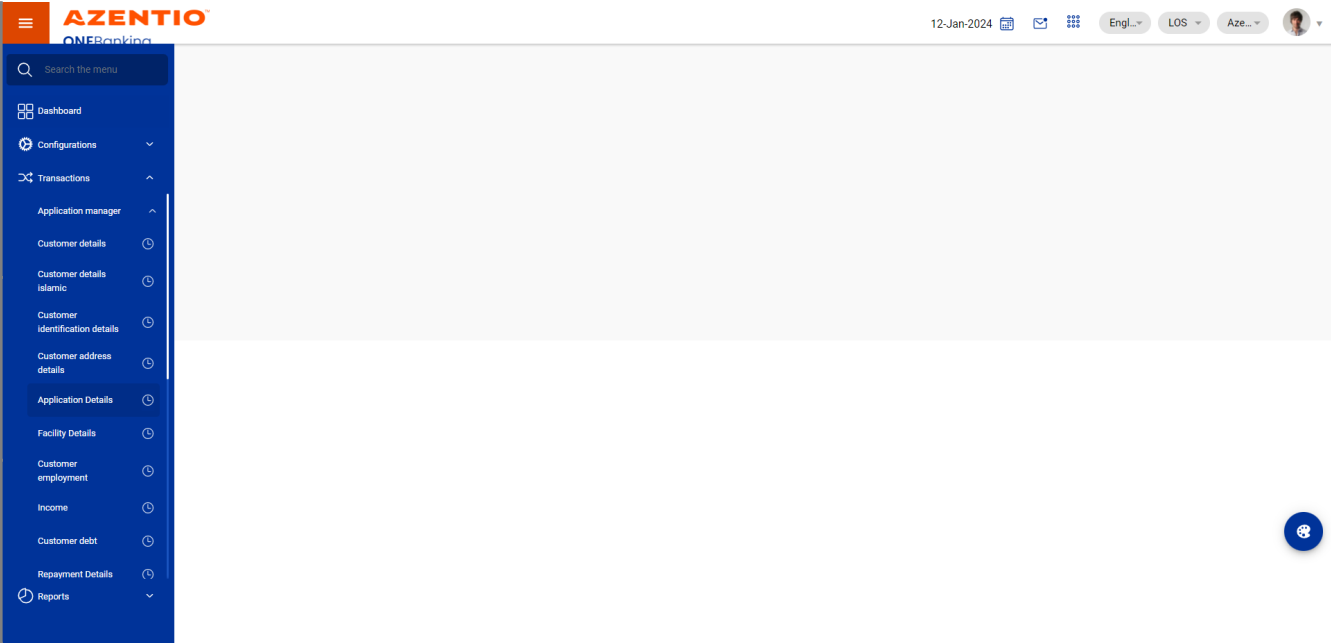 AZENTIO™
ONEBanking
12-Jan-2024
Engl...
LOS
Aze...
Search the menu
Dashboard
Configurations
Transactions
Application manager
Customer details
Customer details
islamic
Customer
identification details
Customer address
details
Application Details
Facility Details
Customer
employment
Income
Customer debt
Repayment Details
Reports